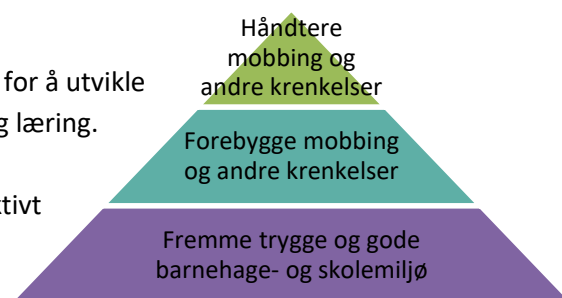 Håndtere
mobbing og
andre krenkelser
for å utvikle
læring.
Forebygge mobbing
og andre krenkelser
Fremme trygge og gode
barnehage- og skolemiljø